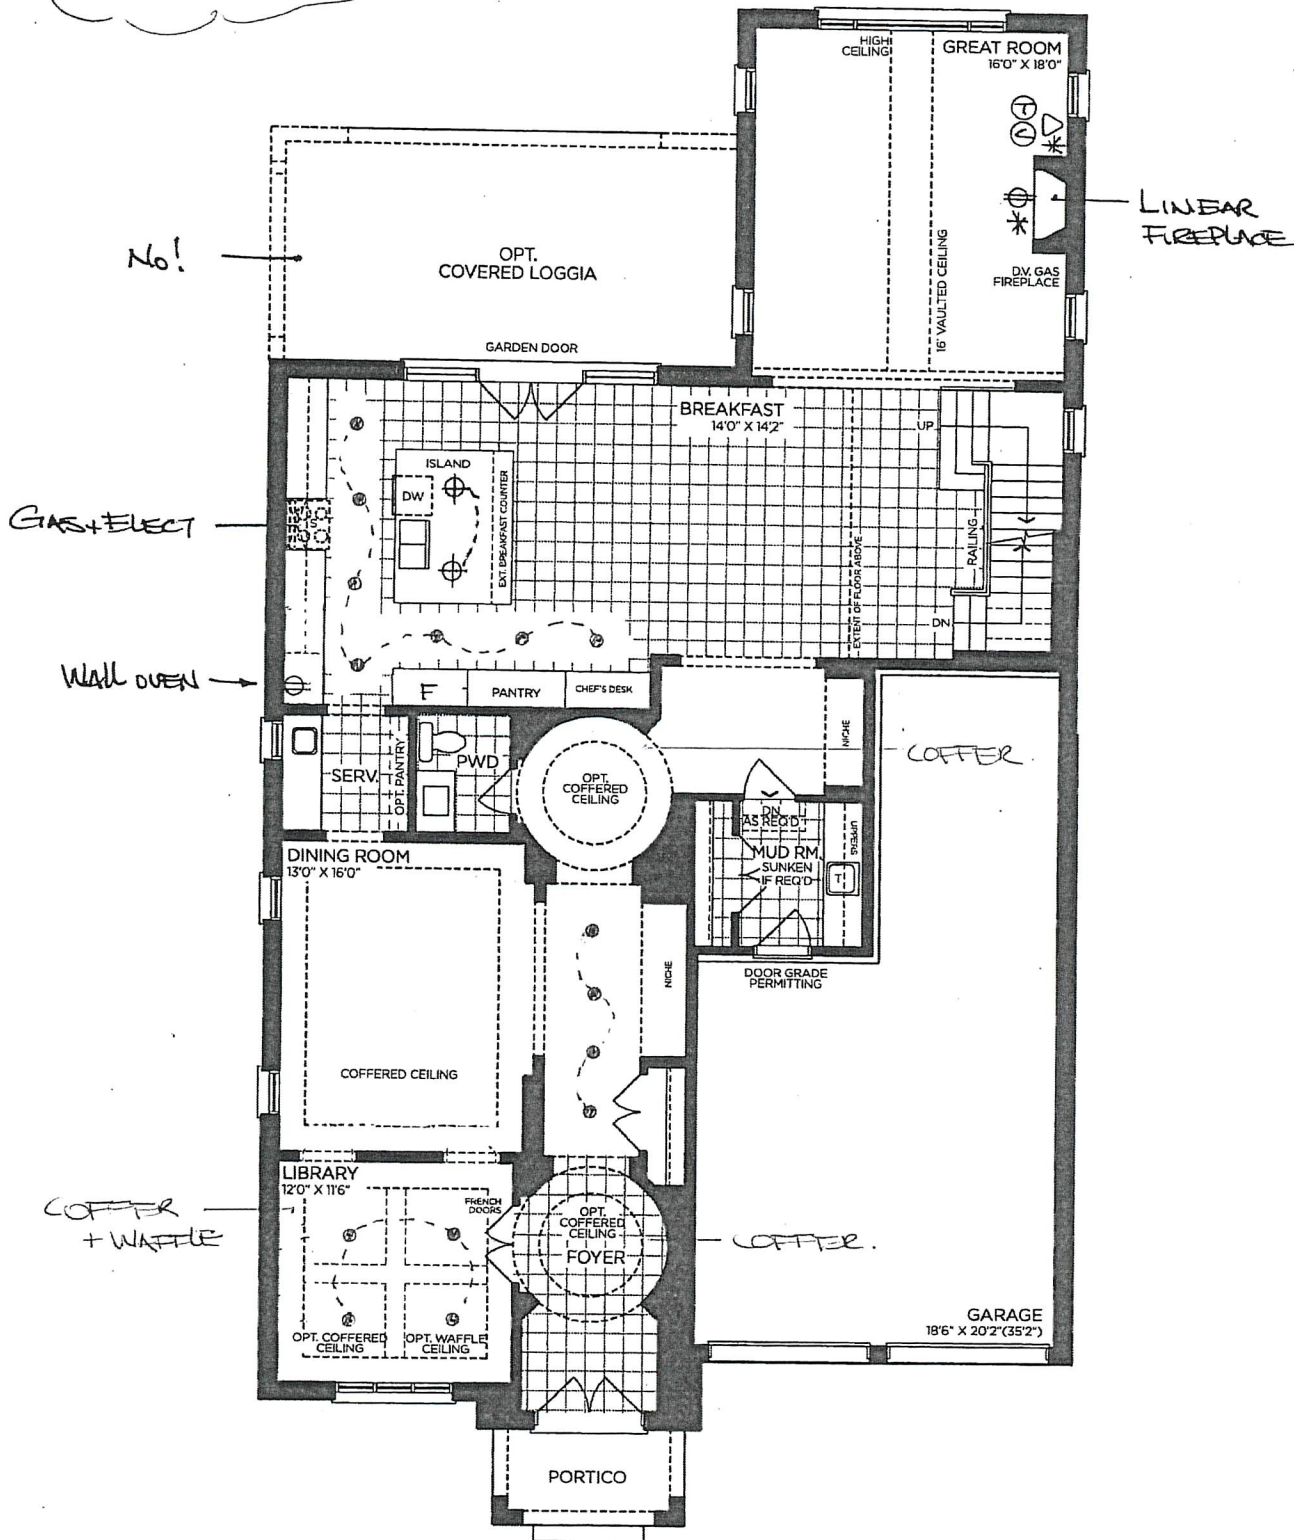 HIGH
CEILING
GREAT ROOM
16'0" X 18'0"
T
V
LINEAR
FIREPLACE
No!
OPT.
COVERED LOGGIA
16' VAULTED CEILING
D.V. GAS
FIREPLACE
GARDEN DOOR
BREAKFAST
14'0" X 14'2"
UP
ISLAND
DW
EXT. BREAKFAST COUNTER
GAS + ELECT
S
EXTENT OF FLOOR ABOVE
RAILING
DN
WALL OVEN
F
PANTRY
CHEF'S DESK
NICHE
COFFER
SERV.
OPT. PANTRY
PWD
OPT.
COFFERED
CEILING
DN
AS REQ'D
UPPERS
MUD RM.
SUNKEN
IF REQ'D
T
DINING ROOM
13'0" X 16'0"
NICHE
DOOR GRADE
PERMITTING
COFFERED CEILING
LIBRARY
12'0" X 11'6"
FRENCH
DOORS
COFFER
+ WAFFLE
OPT.
COFFERED
CEILING
FOYER
COFFER.
OPT. COFFERED
CEILING
OPT. WAFFLE
CEILING
GARAGE
18'6" X 20'2"(35'2")
PORTICO